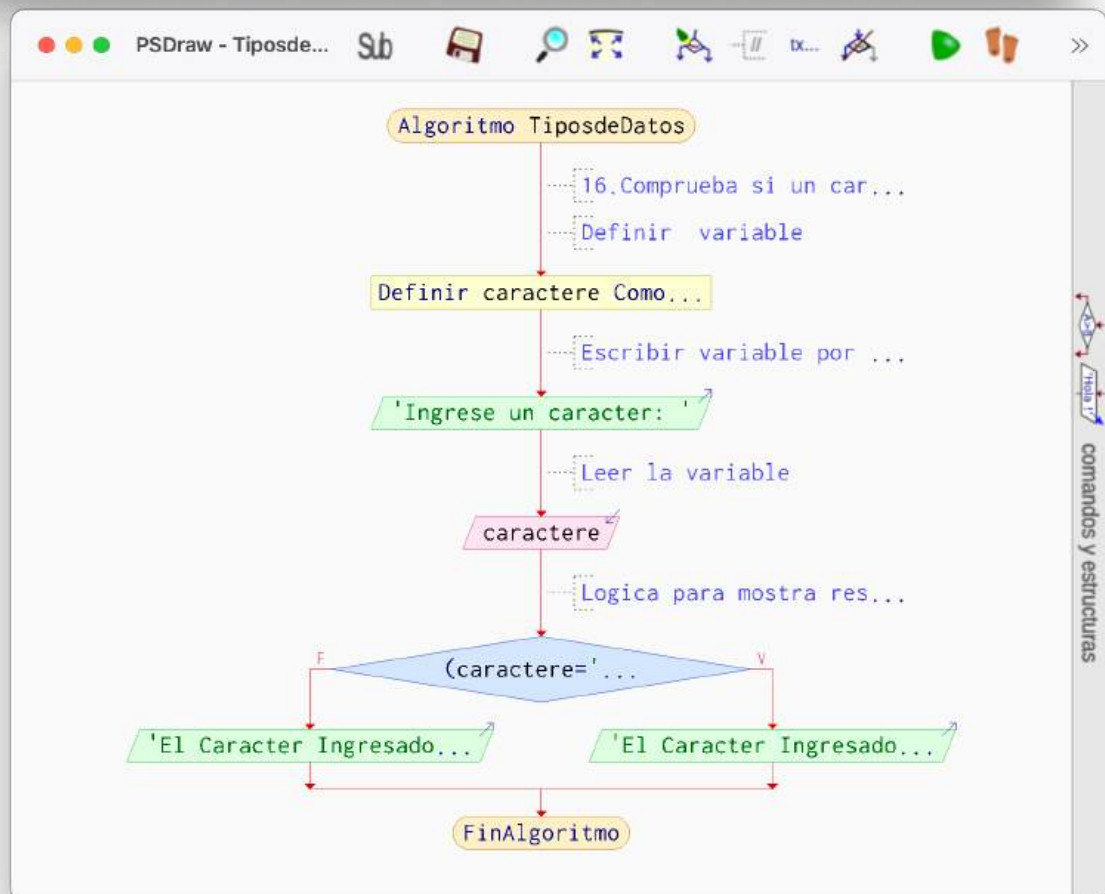 PSDraw - Tiposde...
Sub
tx...
Algoritmo TiposdeDatos
16.Comprueba si un car...
Definir variable
Definir caractere Como...
Escribir variable por ...
'Ingrese un caracter: '
Leer la variable
caractere
Logica para mostra res...
F
(caractere='...
V
'El Caracter Ingresado...
'El Caracter Ingresado...
FinAlgoritmo
'Hola !'
comandos y estructuras